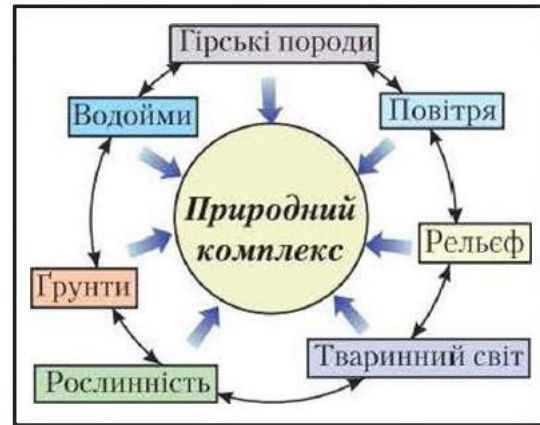 Гірські породи
Водойми
Повітря
Природний
комплекс
Рельєф
Ґрунти
Тваринний світ
Рослинність